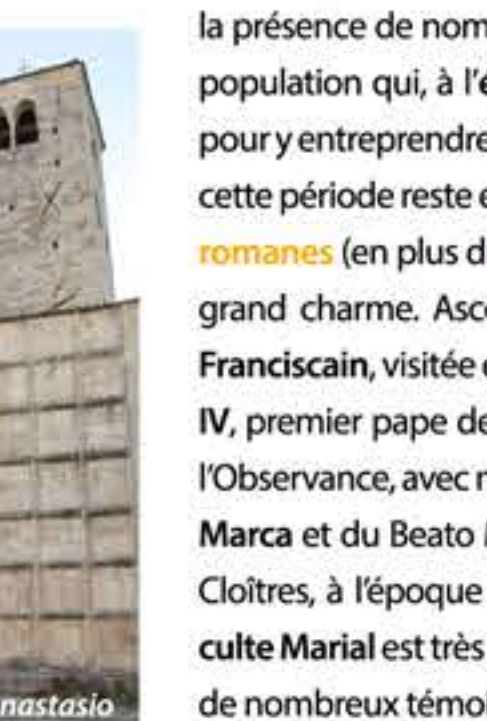 la présence de nom
population qui, à l'é
pour y entreprendre
cette période reste e
romanes (en plus d
grand charme. Asc
Franciscain, visitée
IV, premier pape de
l'Observance, avec
Marca et du Beato
Cloîtres, à l'époque
culte Marial est très
de nombreux témoi
nastasio